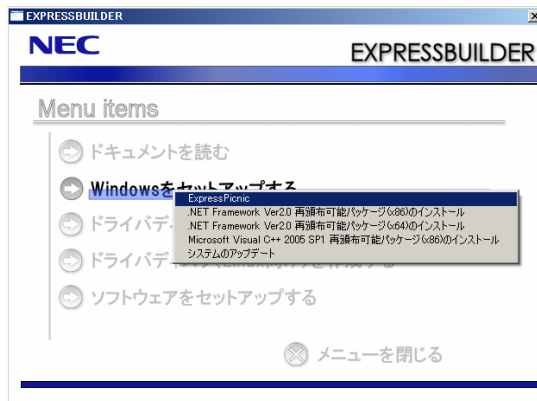 EXPRESSBUILDER
NEC
EXPRESSBUILDER
Menu items
ドキュメントを読む
Windowsをセットアップする
ExpressPicnic
.NET Framework Ver2.0 再頒布可能パッケージ(x86)のインストール
.NET Framework Ver2.0 再頒布可能パッケージ(x64)のインストール
Microsoft Visual C++ 2005 SP1 再頒布可能パッケージ(x86)のインストール
システムのアップデート
ドライバデ
ドライバデ
を作成する
ソフトウェアをセットアップする
メニューを閉じる